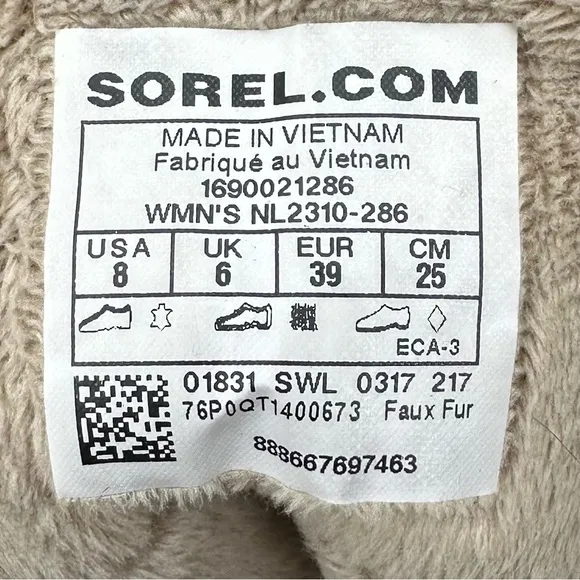 SOREL.COM
MADE IN VIETNAM
Fabriqué au Vietnam
1690021286
WMN'S NL2310-286
USA UK EUR CM
8 6 39 25
ECA-3
01831 SWL 0317 217
76P0QT1400673 Faux Fur
888667697463